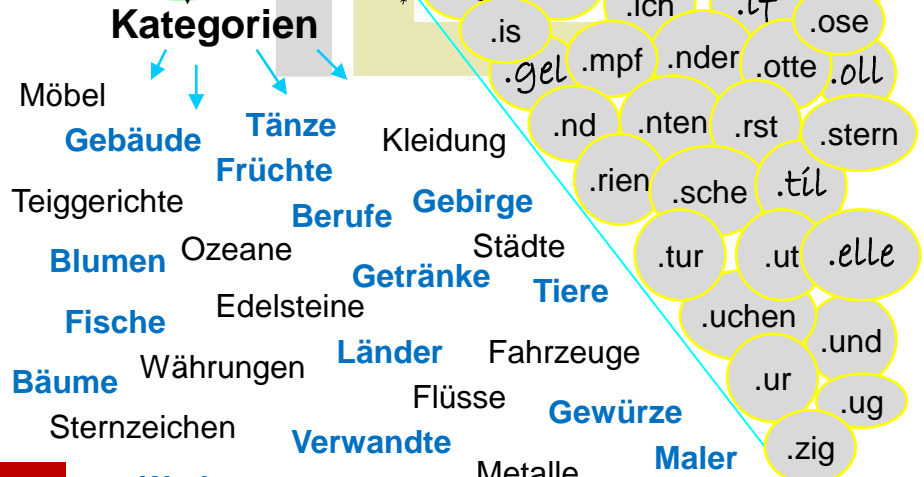 Kategorien
Möbel
Gebäude
Tänze
Kleidung
Früchte
Teiggerichte
Berufe
Gebirge
Blumen
Ozeane
Städte
Getränke
Tiere
Edelsteine
Fische
Länder
Fahrzeuge
Währungen
Bäume
Flüsse
Gewürze
Sternzeichen
Verwandte
Maler
Metalle
.ich
.ose
.is
.gel
.mpf
.nder
.otte
.oll
.nd
.nten
.rst
.stern
.rien
.sche
.til
.tur
.ut
.elle
.uchen
.und
.ur
.ug
.zig